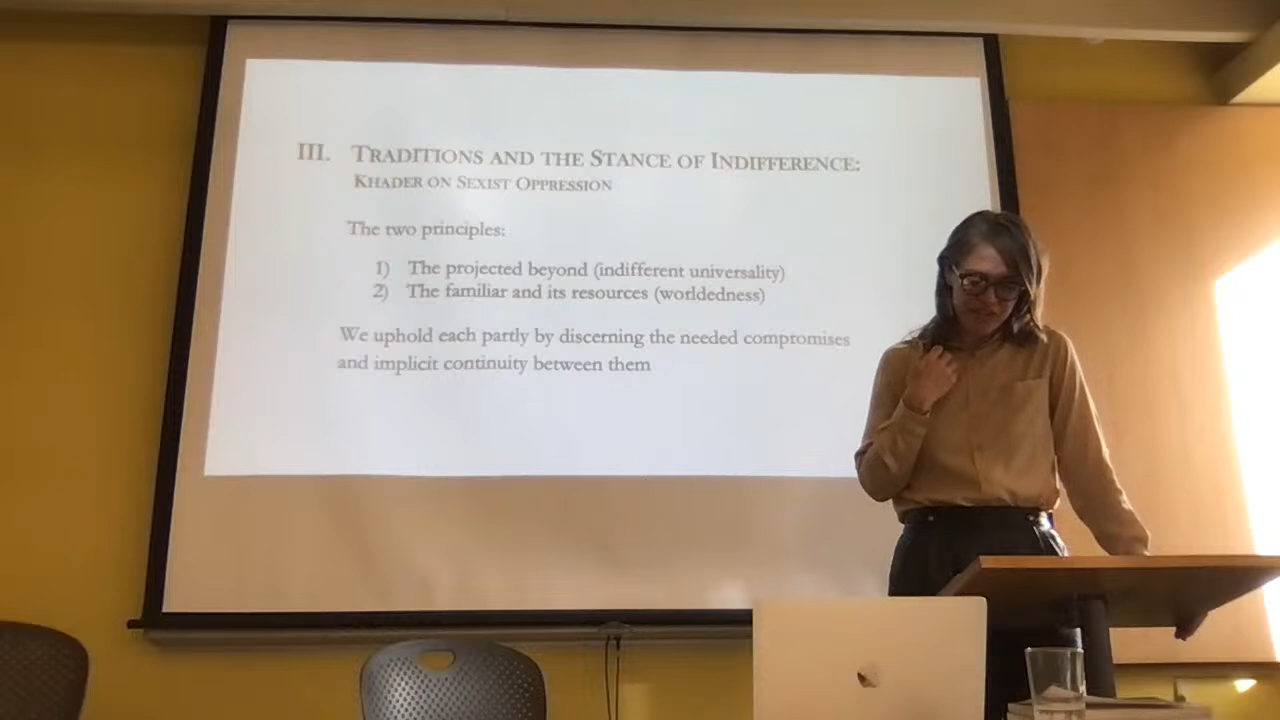 III. TRADITIONS AND THE STANCE OF INDIFFERENCE:
KHADER ON SEXIST OPPRESSION
The two principles:
1) The projected beyond (indifferent universality)
2) The familiar and its resources (worldedness)
We uphold each partly by discerning the needed compromises
and implicit continuity between them